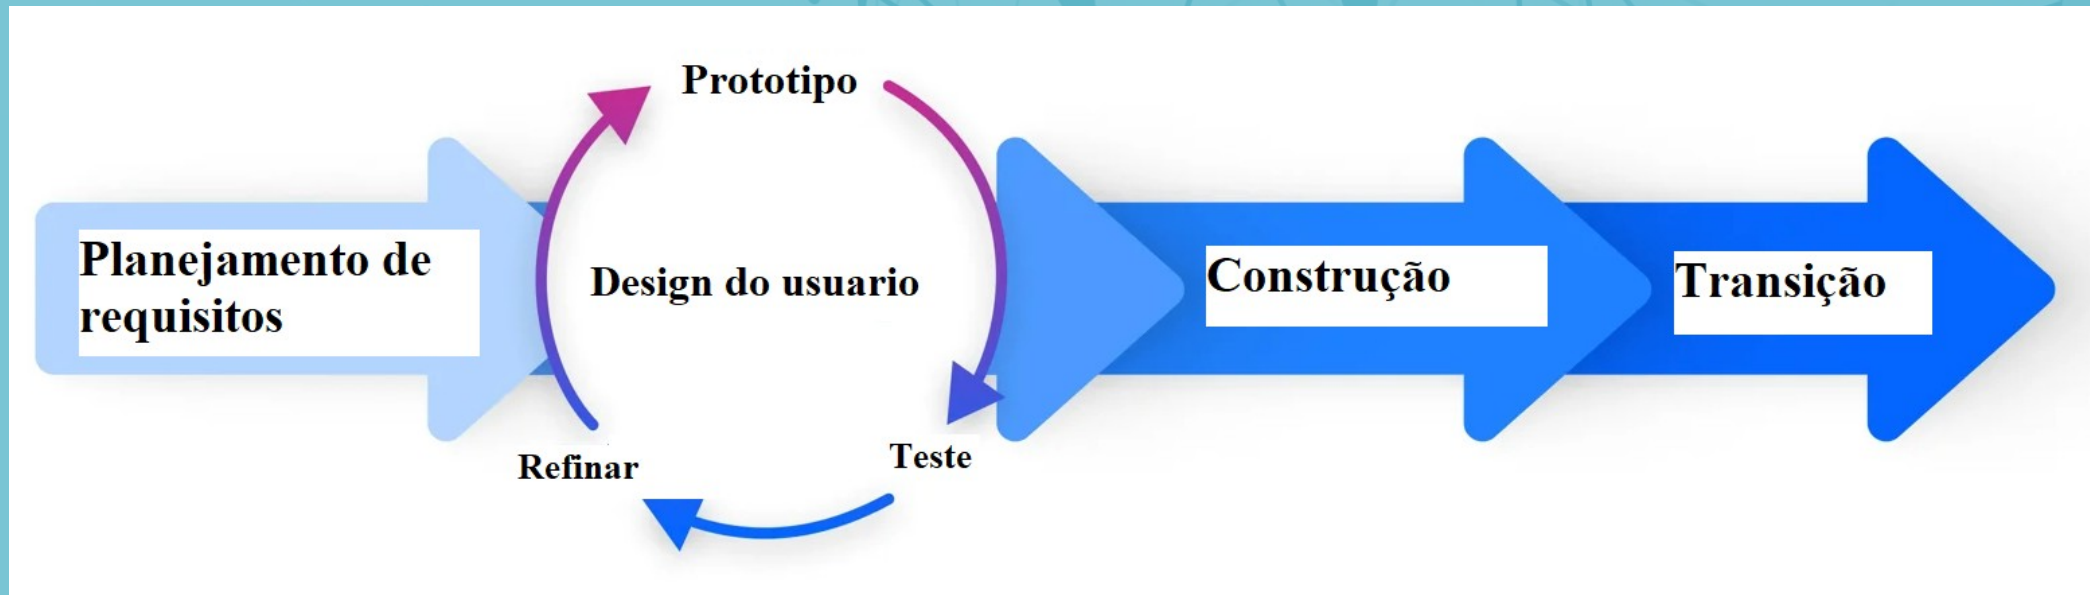 Prototipo
Planejamento de
requisitos
Design do usuario
Construção
Transição
Refinar
Teste